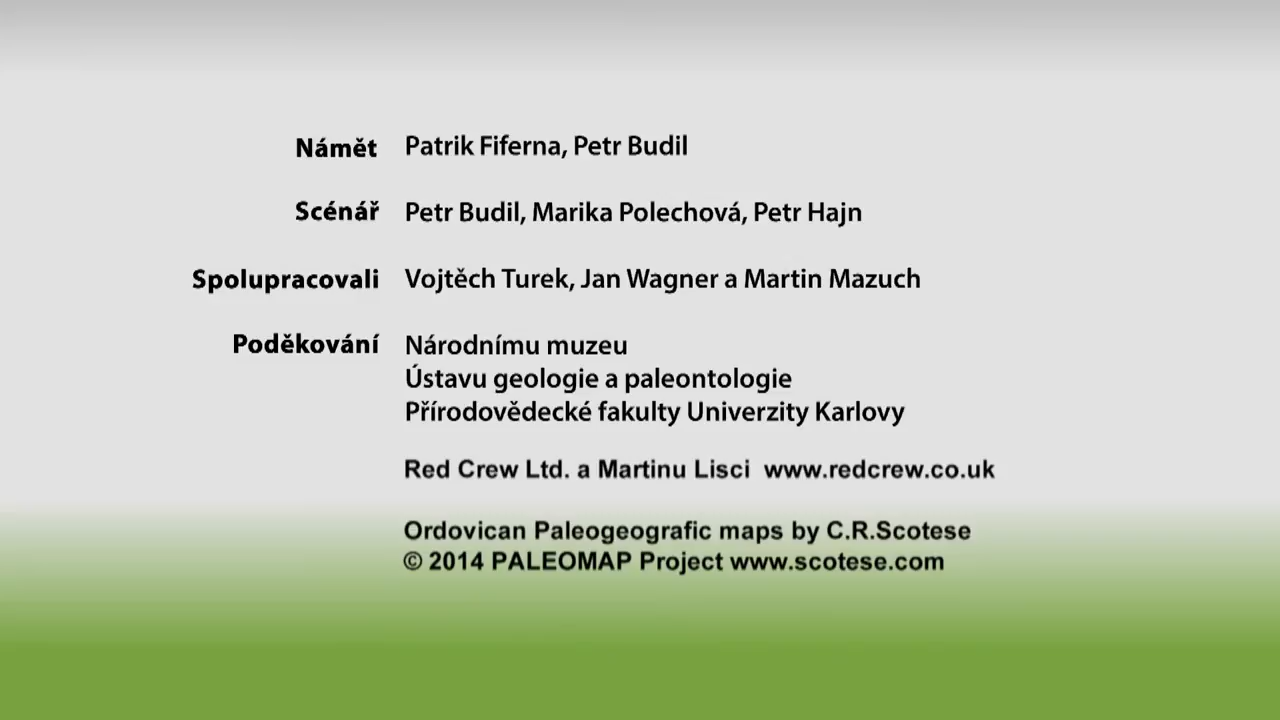 Námět Patrik Fiferna, Petr Budil
Scénář Petr Budil, Marika Polechová, Petr Hajn
Spolupracovali Vojtěch Turek, Jan Wagner a Martin Mazuch
Poděkování Národnímu muzeu
Ústavu geologie a paleontologie
Přírodovědecké fakulty Univerzity Karlovy
Red Crew Ltd. a Martinu Lisci www.redcrew.co.uk
Ordovican Paleogeografic maps by C.R.Scotese
© 2014 PALEOMAP Project www.scotese.com